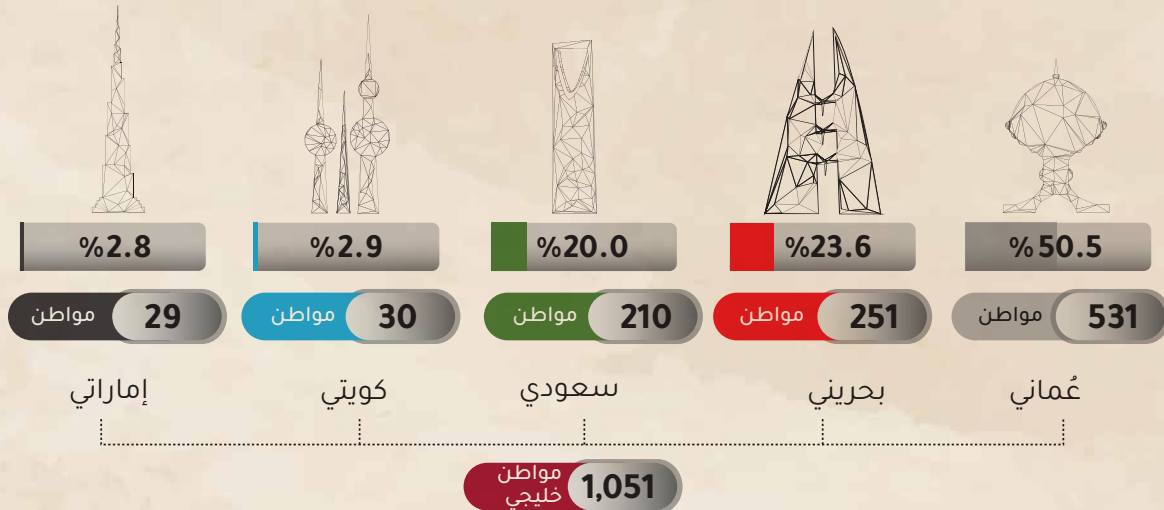 %50.5
%23.6
%20.0
%2.9
%2.8
531 مواطن
251 مواطن
210 مواطن
30 مواطن
29 مواطن
عُماني
بحريني
سعودي
كويتي
إماراتي
1,051 مواطن
خليجي